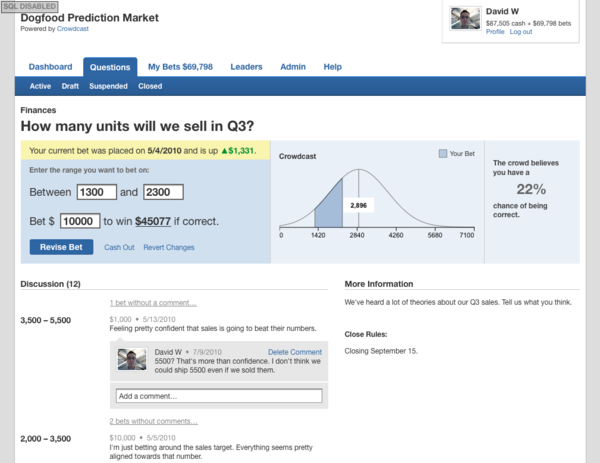 SQL DISABLED
Dogfood Prediction Market
Powered by Crowdcast
David W
$87,505 cash + $69,798 bets
Profile Log out
Dashboard Questions My Bets $69,798 Leaders Admin Help
Active Draft Suspended Closed
Finances
How many units will we sell in Q3?
Your current bet was placed on 5/4/2010 and is up ▲$1,331.
Enter the range you want to bet on:
Between 1300 and 2300
Bet $ 10000 to win $45077 if correct.
Revise Bet Cash Out Revert Changes
Crowdcast
Your Bet
2,896
0 1420 2840 4260 5680 7100
The crowd believes
you have a
22%
chance of being
correct.
Discussion (12)
1 bet without a comment…
3,500 – 5,500
$1,000 • 5/13/2010
Feeling pretty confident that sales is going to beat their numbers.
David W • 7/9/2010 Delete Comment
5500? That's more than confidence. I don't think we
could ship 5500 even if we sold them.
Add a comment…
2 bets without comments…
2,000 – 3,500
$10,000 • 5/5/2010
I'm just betting around the sales target. Everything seems pretty
aligned towards that number.
More Information
We've heard a lot of theories about our Q3 sales. Tell us what you think.
Close Rules:
Closing September 15.